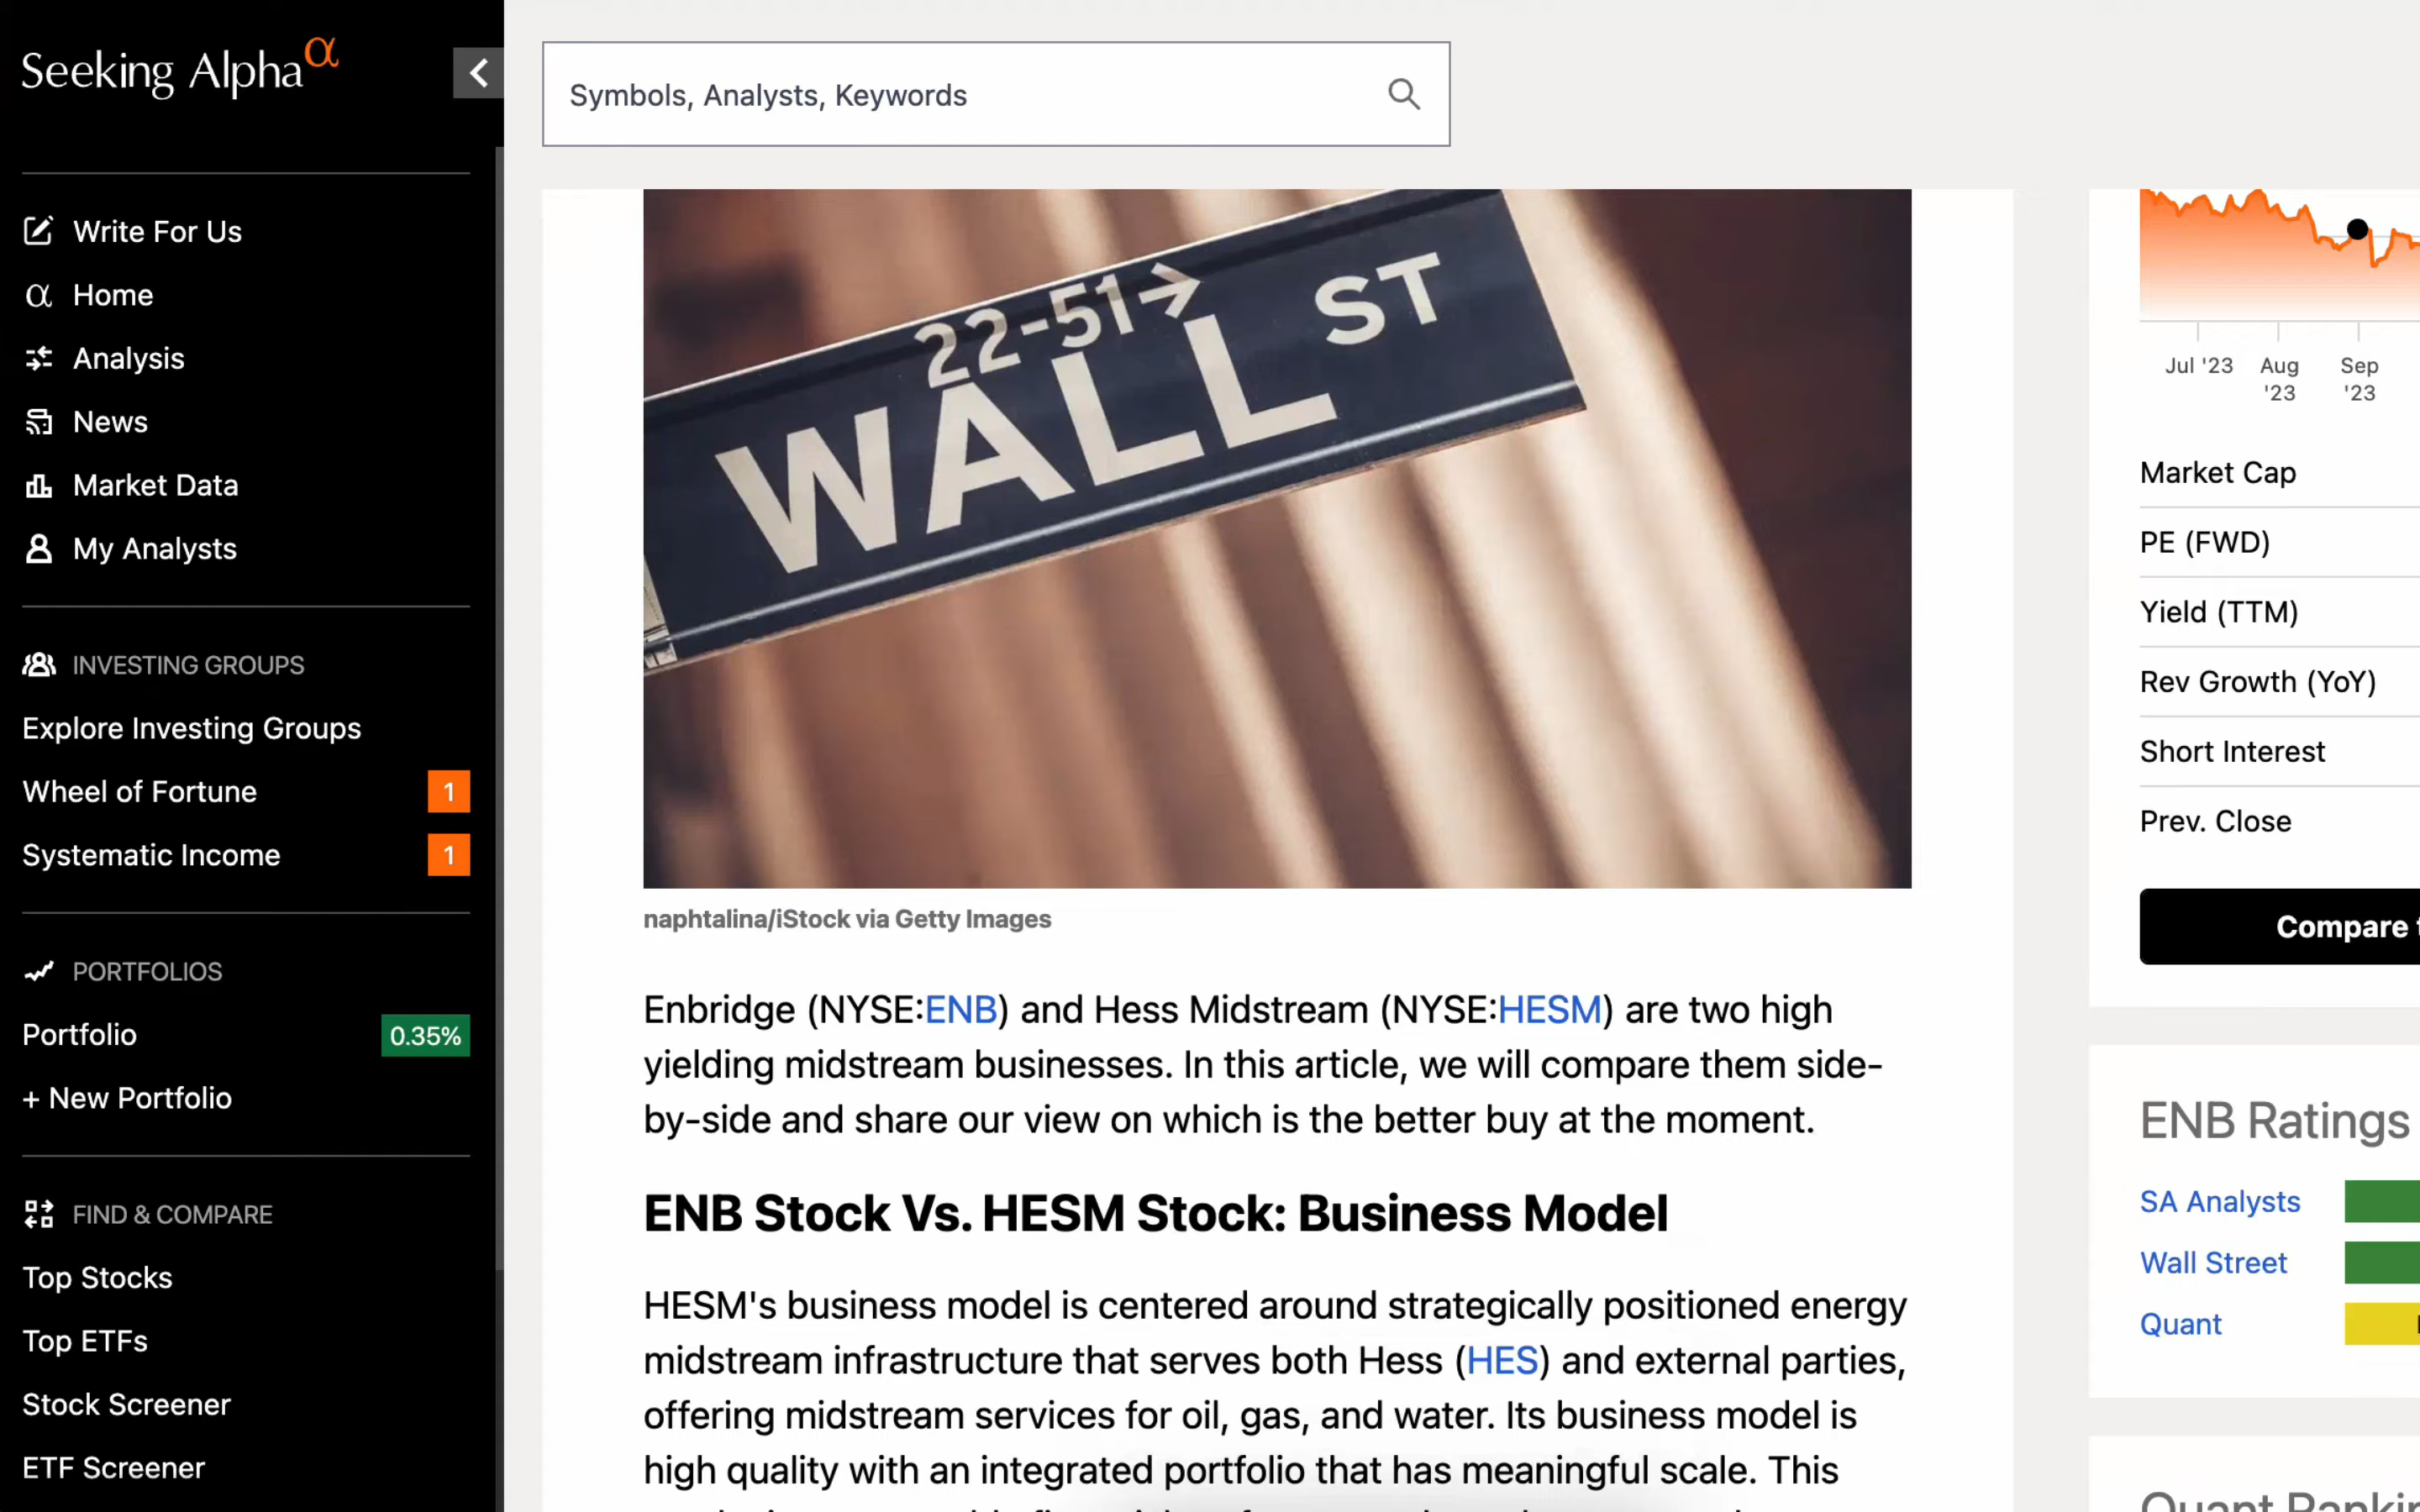 Seeking Alpha α
Write For Us
Home
Analysis
News
Market Data
My Analysts
INVESTING GROUPS
Explore Investing Groups
Wheel of Fortune 1
Systematic Income 1
PORTFOLIOS
Portfolio 0.35%
+ New Portfolio
FIND & COMPARE
Top Stocks
Top ETFs
Stock Screener
ETF Screener
Symbols, Analysts, Keywords
22-51→
WALL ST
naphtalina/iStock via Getty Images
Enbridge (NYSE:ENB) and Hess Midstream (NYSE:HESM) are two high
yielding midstream businesses. In this article, we will compare them side-
by-side and share our view on which is the better buy at the moment.
ENB Stock Vs. HESM Stock: Business Model
HESM's business model is centered around strategically positioned energy
midstream infrastructure that serves both Hess (HES) and external parties,
offering midstream services for oil, gas, and water. Its business model is
high quality with an integrated portfolio that has meaningful scale. This
Jul '23 Aug '23 Sep '23
Market Cap
PE (FWD)
Yield (TTM)
Rev Growth (YoY)
Short Interest
Prev. Close
Compare
ENB Ratings
SA Analysts
Wall Street
Quant